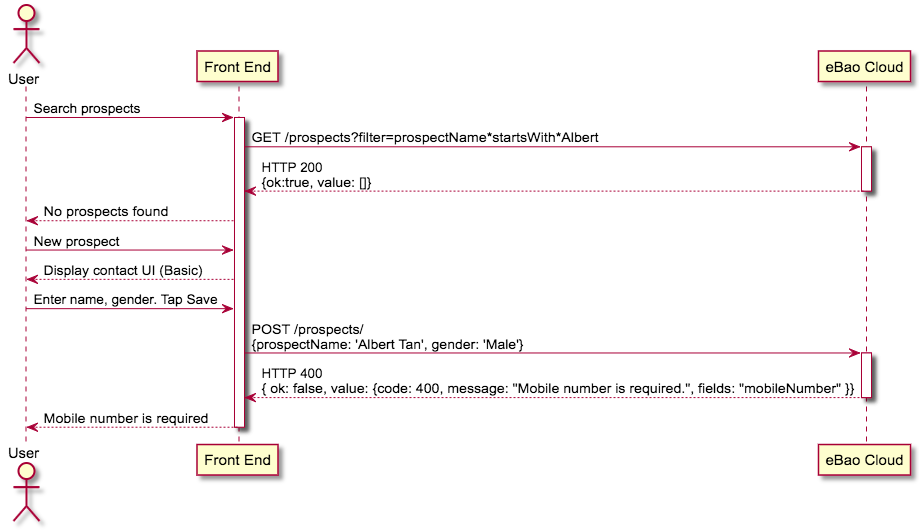 User
Front End
eBao Cloud
Search prospects
GET /prospects?filter=prospectName*startsWith*Albert
HTTP 200
{ok:true, value: []}
No prospects found
New prospect
Display contact UI (Basic)
Enter name, gender. Tap Save
POST /prospects/
{prospectName: 'Albert Tan', gender: 'Male'}
HTTP 400
{ ok: false, value: {code: 400, message: "Mobile number is required.", fields: "mobileNumber" }}
Mobile number is required
User
Front End
eBao Cloud